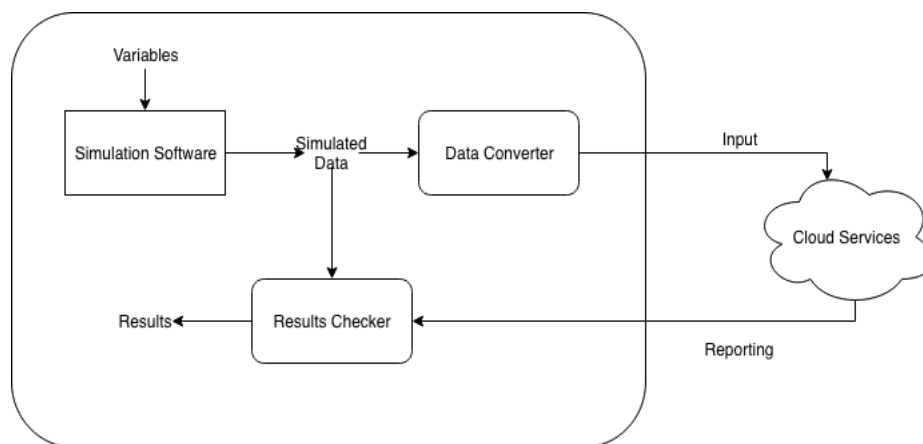 Variables
Simulation Software
Simulated
Data
Data Converter
Input
Cloud Services
Results
Results Checker
Reporting